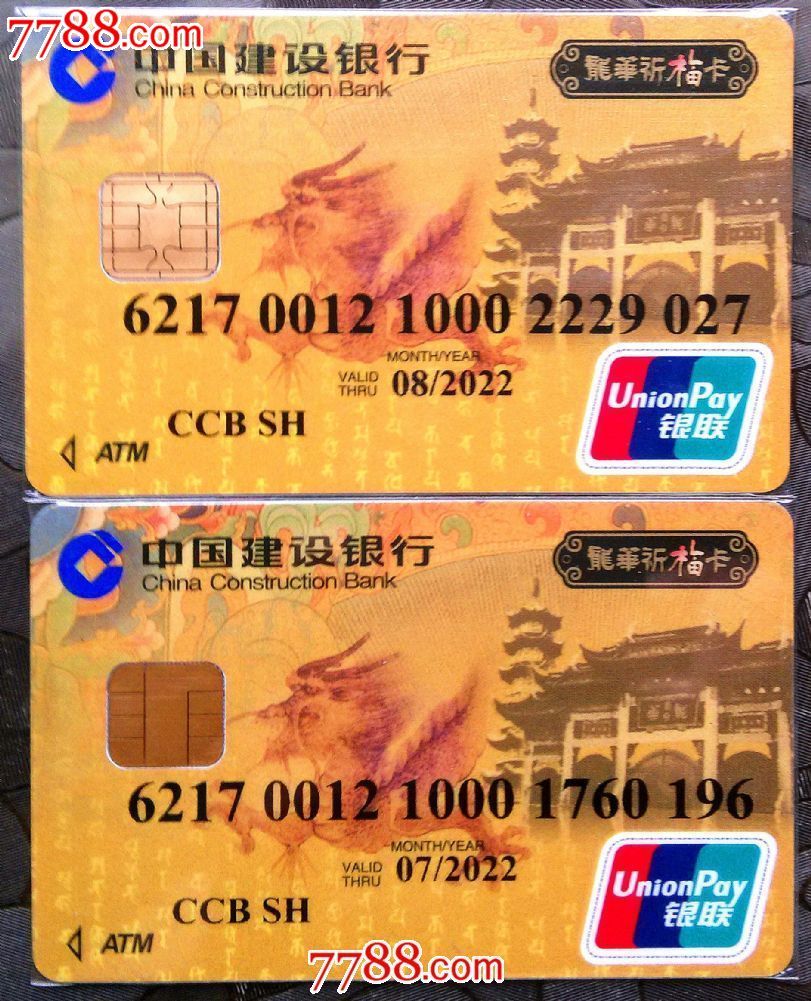 7788.com
中国建设银行
China Construction Bank
龍華祈福卡
6217 0012 1000 2229 027
MONTH/YEAR
VALID THRU 08/2022
CCB SH
ATM
UnionPay
银联
中国建设银行
China Construction Bank
龍華祈福卡
6217 0012 1000 1760 196
MONTH/YEAR
VALID THRU 07/2022
CCB SH
ATM
UnionPay
银联
7788.com